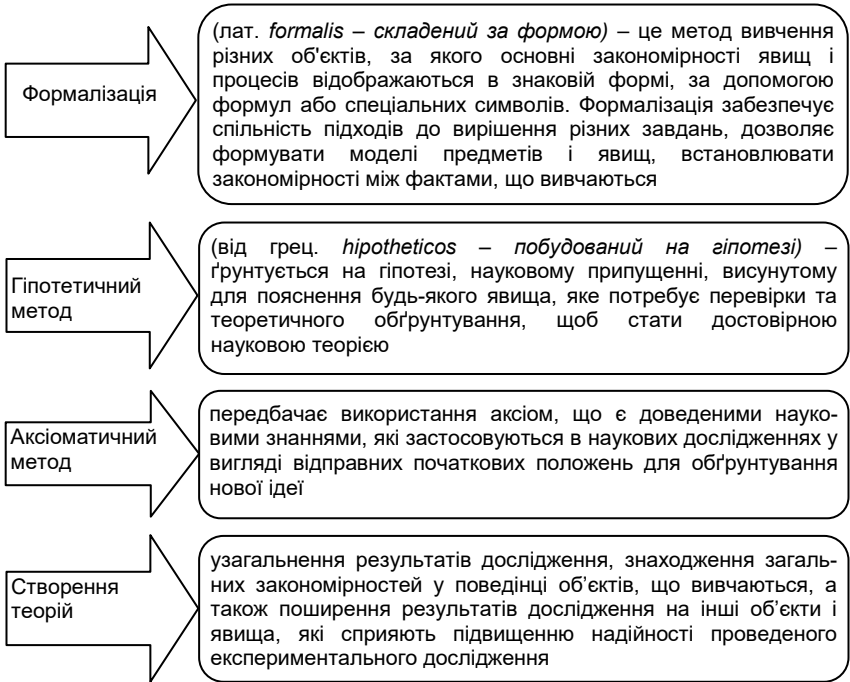 Формалізація
(лат. formalis – складений за формою) – це метод вивчення
різних об'єктів, за якого основні закономірності явищ і
процесів відображаються в знаковій формі, за допомогою
формул або спеціальних символів. Формалізація забезпечує
спільність підходів до вирішення різних завдань, дозволяє
формувати моделі предметів і явищ, встановлювати
закономірності між фактами, що вивчаються
Гіпотетичний
метод
(від грец. hipotheticos – побудований на гіпотезі) –
ґрунтується на гіпотезі, науковому припущенні, висунутому
для пояснення будь-якого явища, яке потребує перевірки та
теоретичного обґрунтування, щоб стати достовірною
науковою теорією
Аксіоматичний
метод
передбачає використання аксіом, що є доведеними науко-
вими знаннями, які застосовуються в наукових дослідженнях у
вигляді відправних початкових положень для обґрунтування
нової ідеї
Створення
теорій
узагальнення результатів дослідження, знаходження загаль-
них закономірностей у поведінці об’єктів, що вивчаються, а
також поширення результатів дослідження на інші об’єкти і
явища, які сприяють підвищенню надійності проведеного
експериментального дослідження